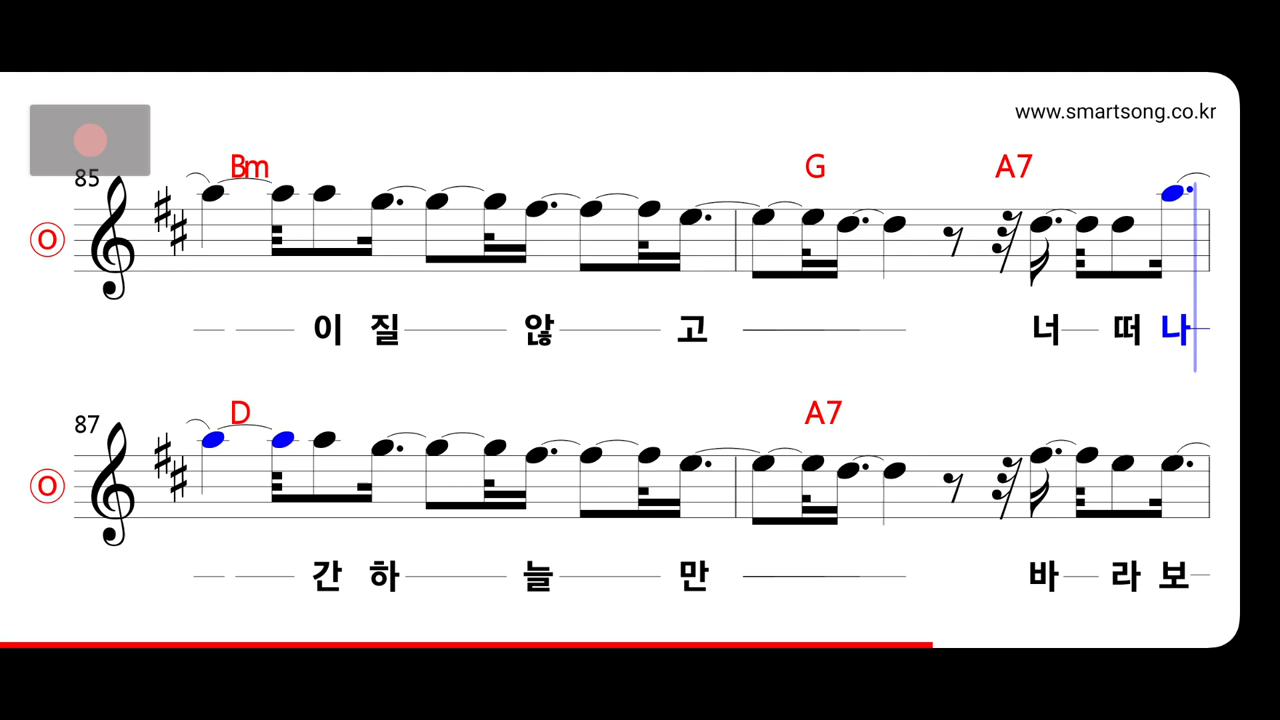 www.smartsong.co.kr
Bm G A7
85
O
이 질 않 고 너 떠 나
D A7
87
O
간 하 늘 만 바 라 보